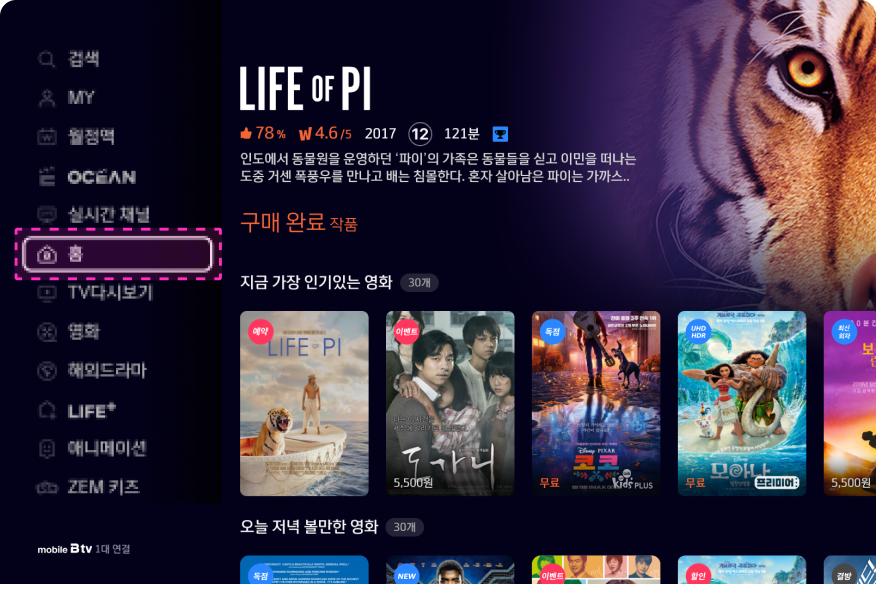 검색
MY
월정액
OCEAN
실시간 채널
홈
TV다시보기
영화
해외드라마
LIFE+
애니메이션
ZEM 키즈
mobile Btv 1대 연결
LIFE OF PI
78% W 4.6/5 2017 12 121분
인도에서 동물원을 운영하던 ‘파이’의 가족은 동물들을 싣고 이민을 떠나는
도중 거센 폭풍우를 만나고 배는 침몰한다. 혼자 살아남은 파이는 가까스..
구매 완료 작품
지금 가장 인기있는 영화 30개
예약
LIFE OF PI
이벤트
도가니
5,500원
독점
Disney PIXAR
코코
무료
kids PLUS
UHD
HDR
모아나
무료
프리미어
최신
회차
5,500원
오늘 저녁 볼만한 영화 30개
독점
NEW
이벤트
할인
결방